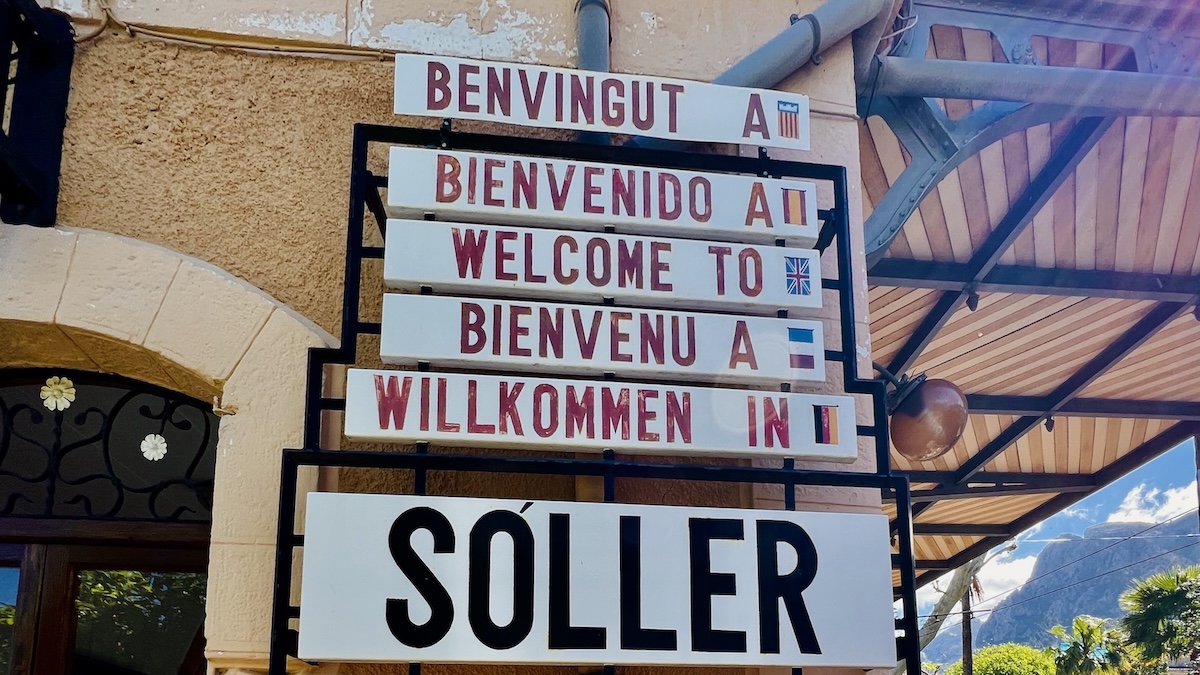 BENVINGUT A
BIENVENIDO A
WELCOME TO
BIENVENU A
WILLKOMMEN IN
SÓLLER